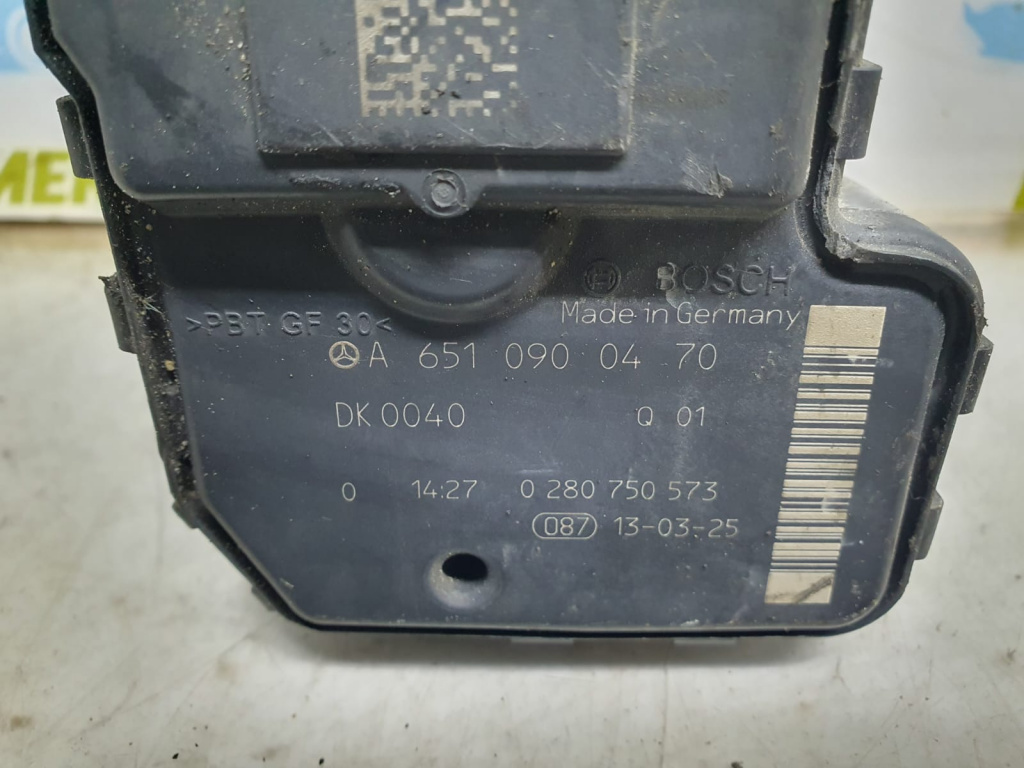 BOSCH
Made in Germany
>PBT GF 30<
A 651 090 04 70
DK 0040 Q 01
0 14:27 0 280 750 573
087 13-03-25